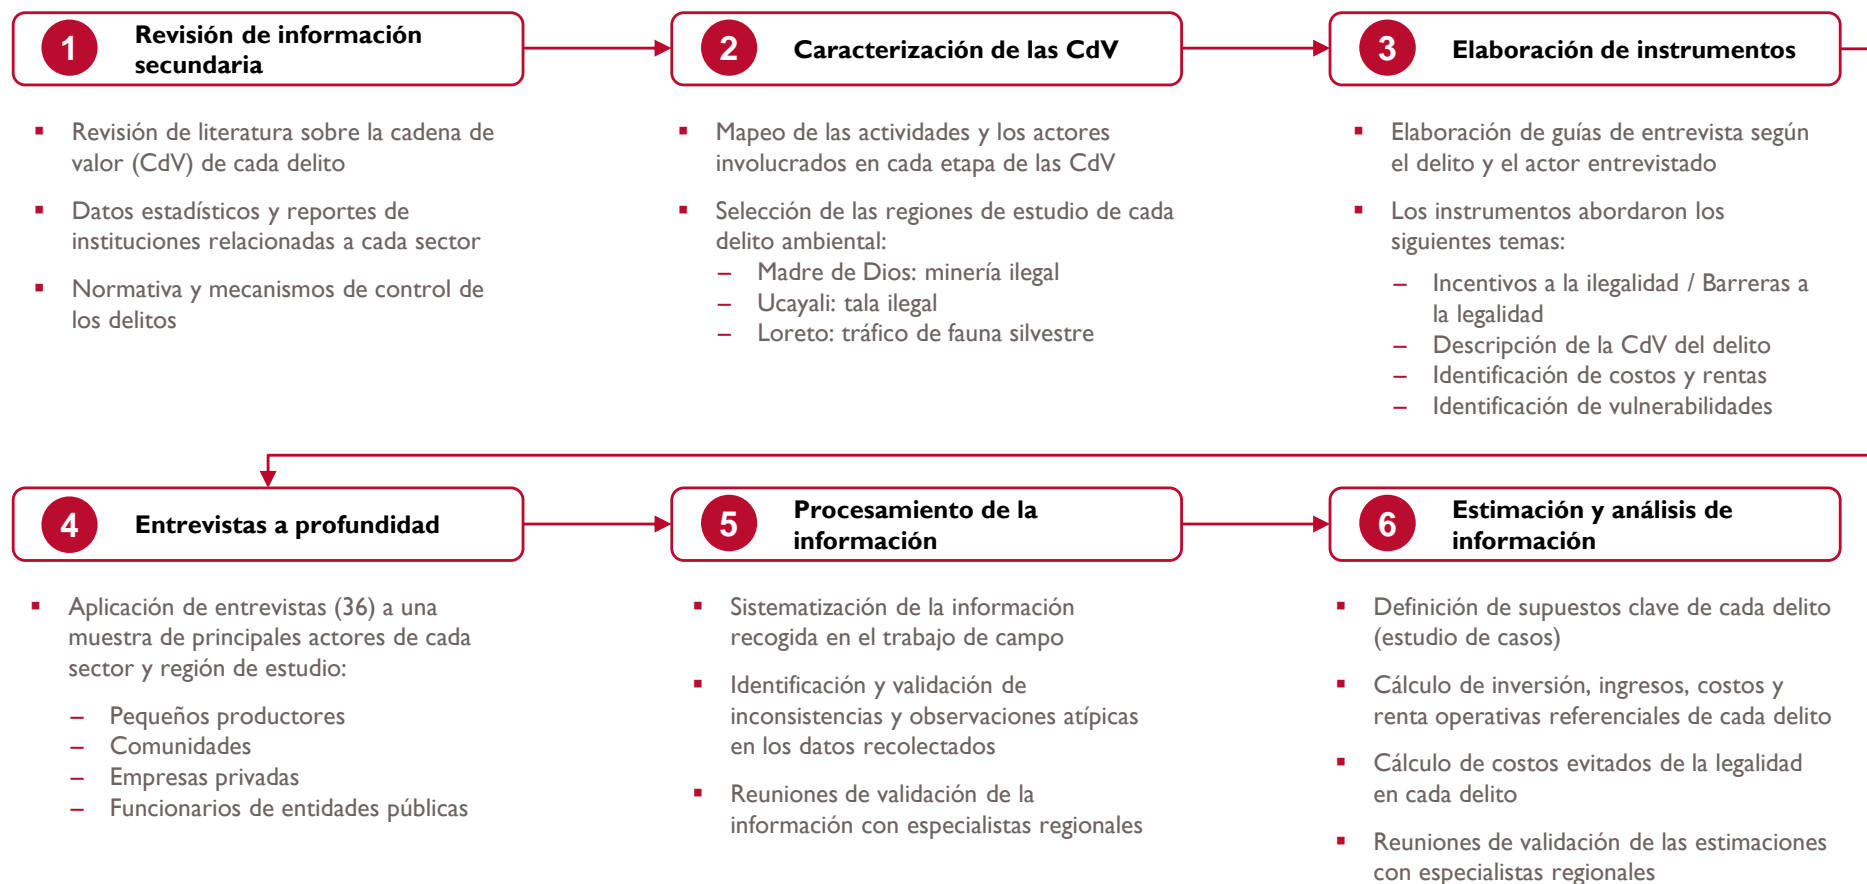 1
Revisión de información
secundaria
▪ Revisión de literatura sobre la cadena de
valor (CdV) de cada delito
▪ Datos estadísticos y reportes de
instituciones relacionadas a cada sector
▪ Normativa y mecanismos de control de
los delitos
2
Caracterización de las CdV
▪ Mapeo de las actividades y los actores
involucrados en cada etapa de las CdV
▪ Selección de las regiones de estudio de cada
delito ambiental:
– Madre de Dios: minería ilegal
– Ucayali: tala ilegal
– Loreto: tráfico de fauna silvestre
3
Elaboración de instrumentos
▪ Elaboración de guías de entrevista según
el delito y el actor entrevistado
▪ Los instrumentos abordaron los
siguientes temas:
– Incentivos a la ilegalidad / Barreras a
la legalidad
– Descripción de la CdV del delito
– Identificación de costos y rentas
– Identificación de vulnerabilidades
4
Entrevistas a profundidad
▪ Aplicación de entrevistas (36) a una
muestra de principales actores de cada
sector y región de estudio:
– Pequeños productores
– Comunidades
– Empresas privadas
– Funcionarios de entidades públicas
5
Procesamiento de la
información
▪ Sistematización de la información
recogida en el trabajo de campo
▪ Identificación y validación de
inconsistencias y observaciones atípicas
en los datos recolectados
▪ Reuniones de validación de la
información con especialistas regionales
6
Estimación y análisis de
información
▪ Definición de supuestos clave de cada delito
(estudio de casos)
▪ Cálculo de inversión, ingresos, costos y
renta operativas referenciales de cada delito
▪ Cálculo de costos evitados de la legalidad
en cada delito
▪ Reuniones de validación de las estimaciones
con especialistas regionales